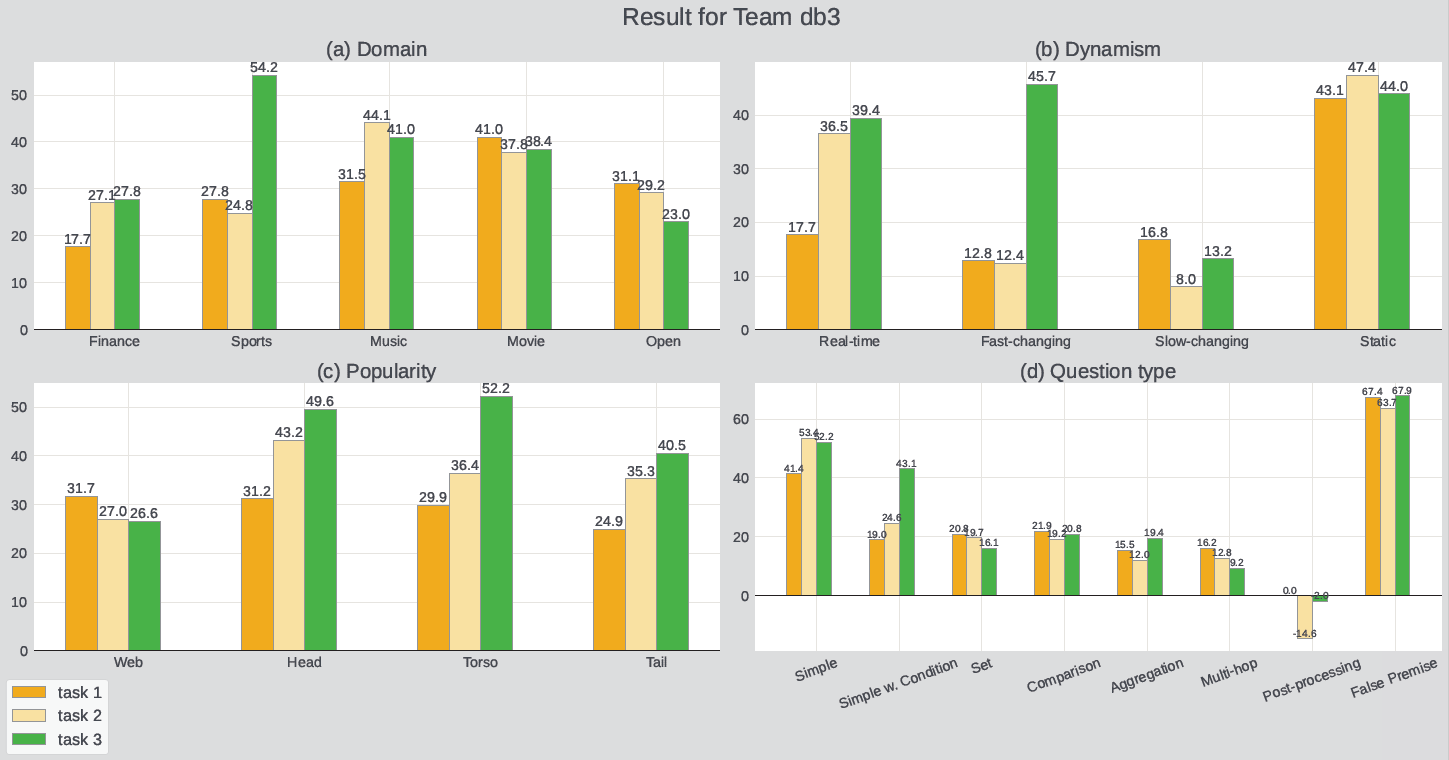 Result for Team db3
(a) Domain
50
40
30
20
10
0
17.7 27.1 27.8
27.8 24.8 54.2
31.5 44.1 41.0
41.0 37.8 38.4
31.1 29.2 23.0
Finance Sports Music Movie Open
(b) Dynamism
40
30
20
10
0
17.7 36.5 39.4
12.8 12.4 45.7
16.8 8.0 13.2
43.1 47.4 44.0
Real-time Fast-changing Slow-changing Static
(c) Popularity
50
40
30
20
10
0
31.7 27.0 26.6
31.2 43.2 49.6
29.9 36.4 52.2
24.9 35.3 40.5
Web Head Torso Tail
(d) Question type
60
40
20
0
41.4 53.4 52.2
19.0 24.6 43.1
20.8 19.7 16.1
21.9 19.2 20.8
15.5 12.0 19.4
16.2 12.8 9.2
0.0 -14.6 -2.0
67.4 63.7 67.9
Simple Simple w. Condition Set Comparison Aggregation Multi-hop Post-processing False Premise
task 1
task 2
task 3